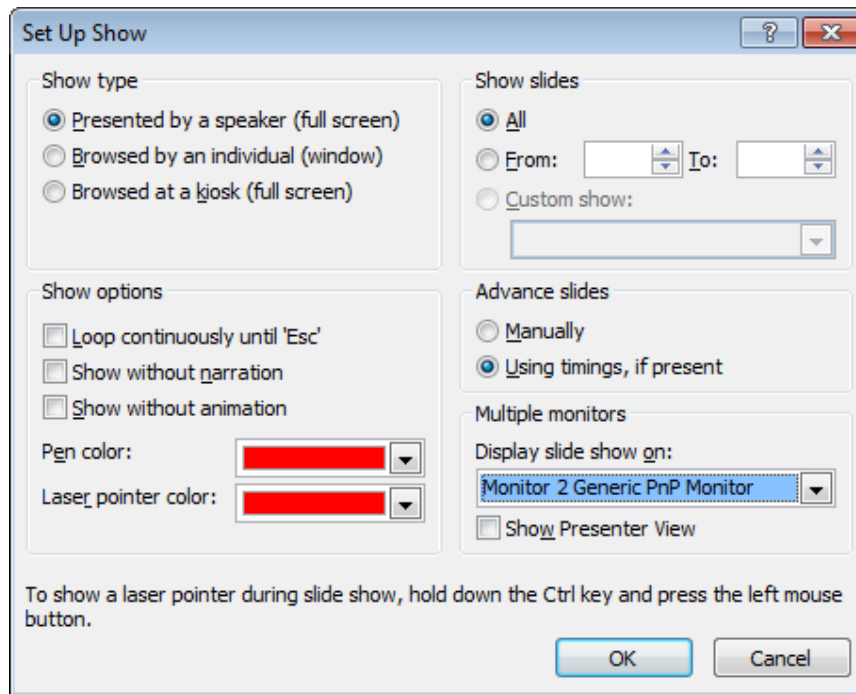 Set Up Show
Show type
Presented by a speaker (full screen)
Browsed by an individual (window)
Browsed at a kiosk (full screen)
Show slides
All
From: To:
Custom show:
Show options
Loop continuously until 'Esc'
Show without narration
Show without animation
Pen color:
Laser pointer color:
Advance slides
Manually
Using timings, if present
Multiple monitors
Display slide show on:
Monitor 2 Generic PnP Monitor
Show Presenter View
To show a laser pointer during slide show, hold down the Ctrl key and press the left mouse
button.
OK Cancel